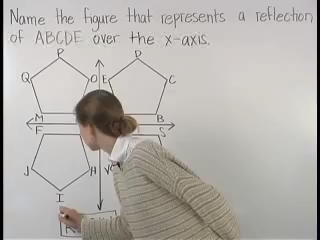 Name the figure that represents a reflection
of ABCDE over the x-axis.
P D
Q O E C
M B
F S
J H
I